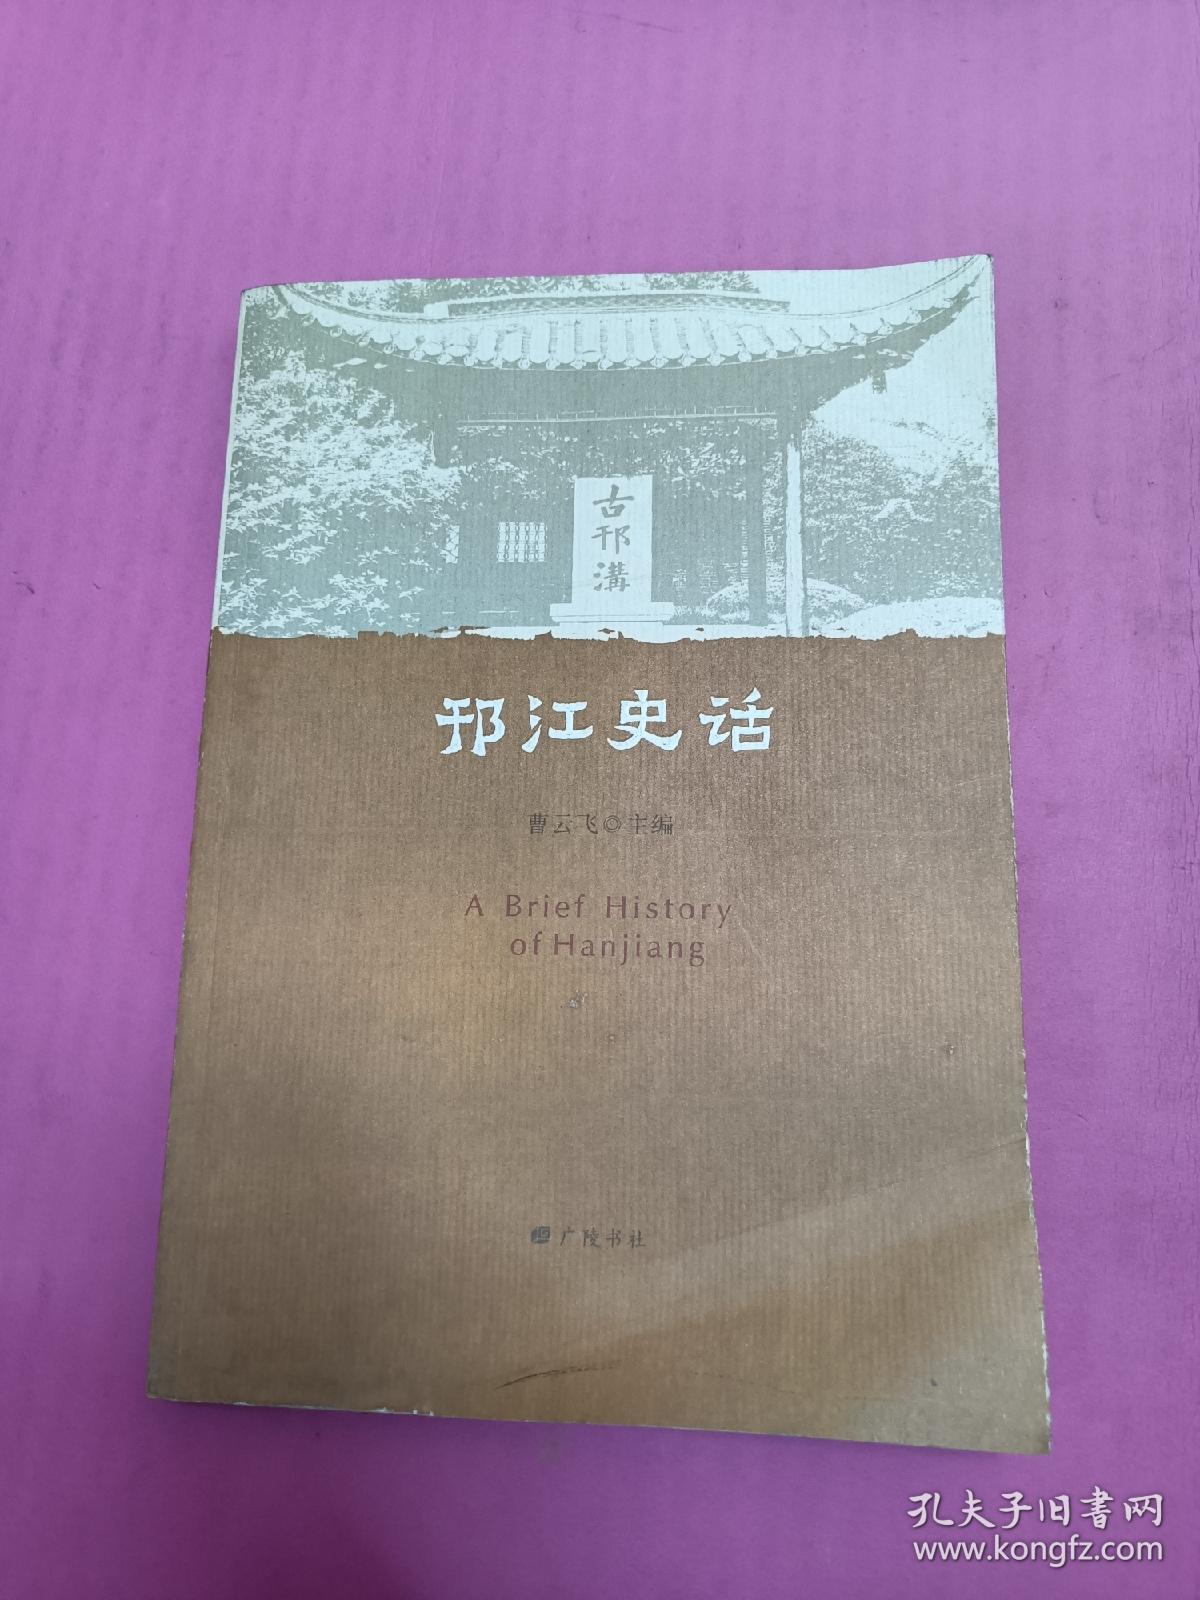 古邗溝
邗江史话
曹云飞◎主编
A Brief History
of Hanjiang
广陵书社
孔夫子旧書网
www.kongfz.com